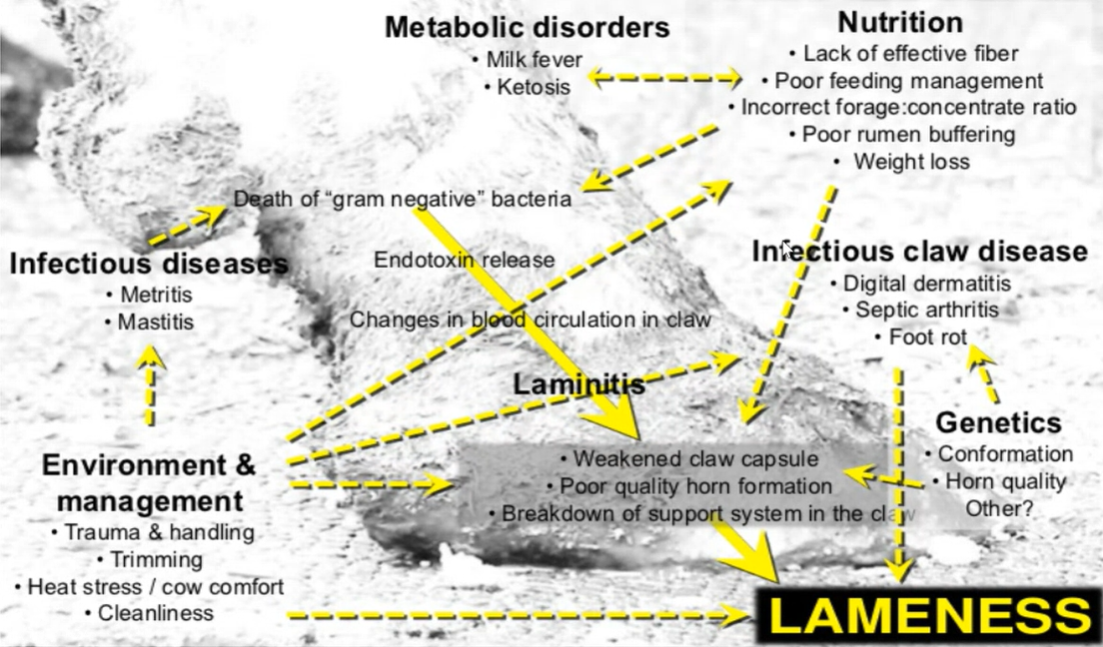 Metabolic disorders
• Milk fever
• Ketosis
Nutrition
• Lack of effective fiber
• Poor feeding management
• Incorrect forage:concentrate ratio
• Poor rumen buffering
• Weight loss
Death of “gram negative” bacteria
Endotoxin release
Changes in blood circulation in claw
Laminitis
Infectious diseases
• Metritis
• Mastitis
Infectious claw disease
• Digital dermatitis
• Septic arthritis
• Foot rot
Genetics
• Conformation
• Horn quality
Other?
Environment &
management
• Trauma & handling
• Trimming
• Heat stress / cow comfort
• Cleanliness
• Weakened claw capsule
• Poor quality horn formation
• Breakdown of support system in the claw
LAMENESS